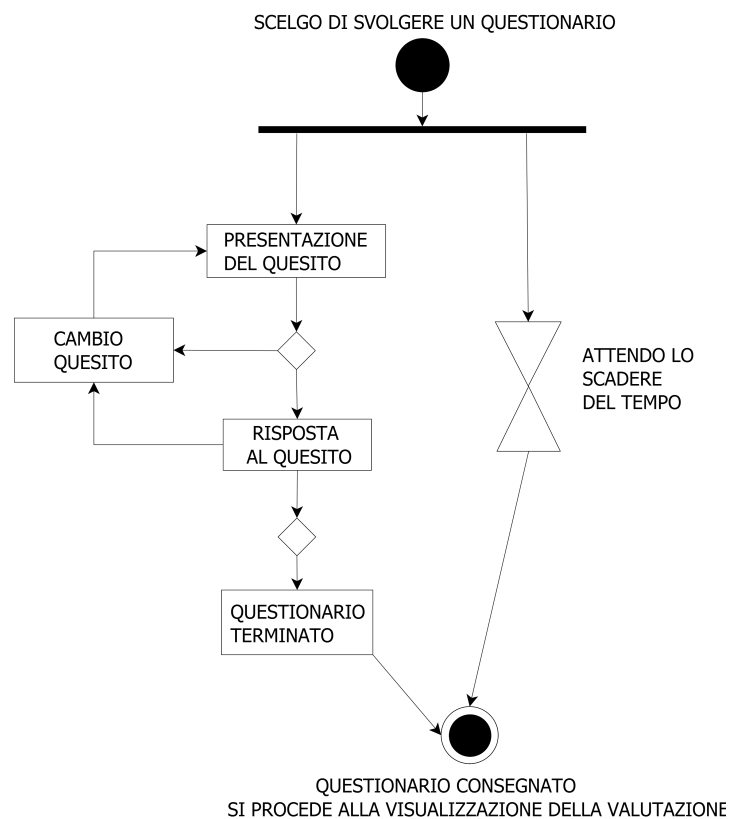 SCELGO DI SVOLGERE UN QUESTIONARIO
PRESENTAZIONE
DEL QUESITO
CAMBIO
QUESITO
ATTENDO LO
SCADERE
DEL TEMPO
RISPOSTA
AL QUESITO
QUESTIONARIO
TERMINATO
QUESTIONARIO CONSEGNATO
SI PROCEDE ALLA VISUALIZZAZIONE DELLA VALUTAZIONE